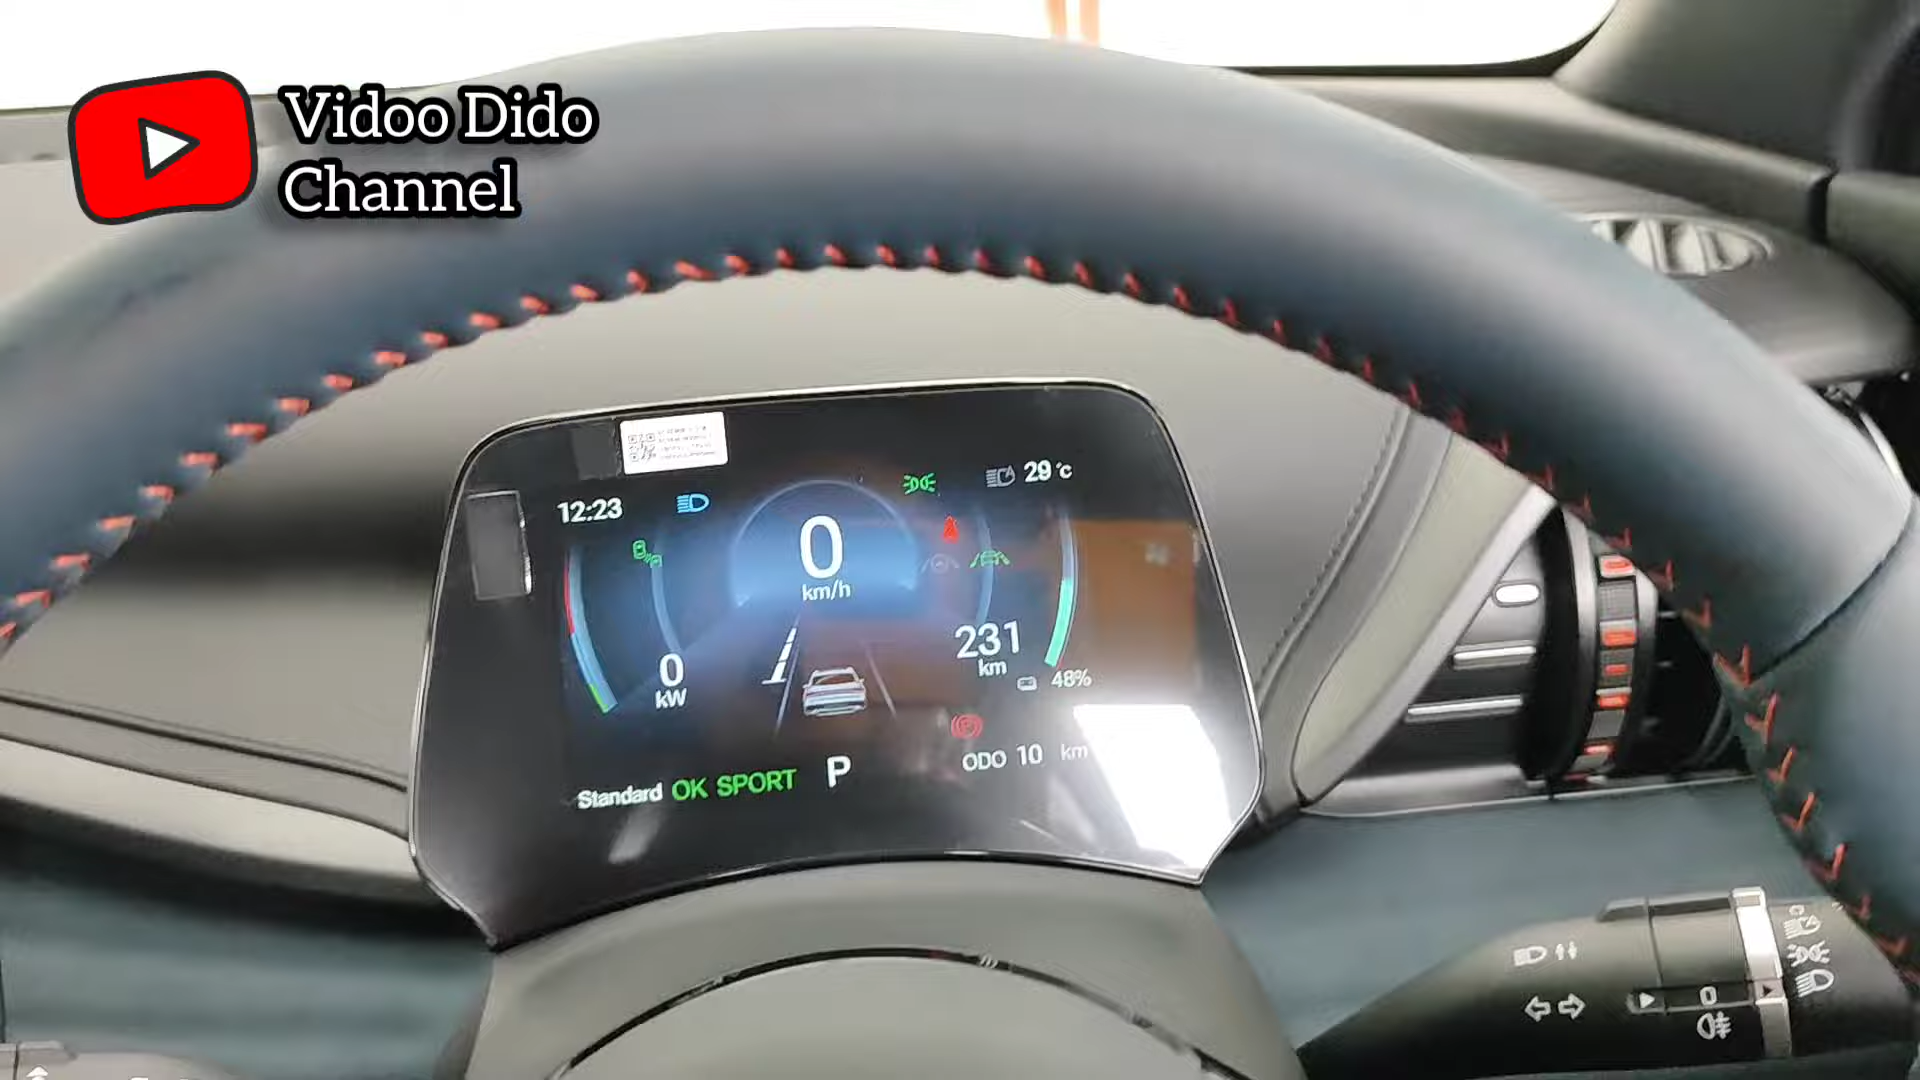 Vidoo Dido
Channel
12:23
29 °C
0
km/h
231
km
0
kW
48%
ODO 10 km
Standard OK SPORT P
0